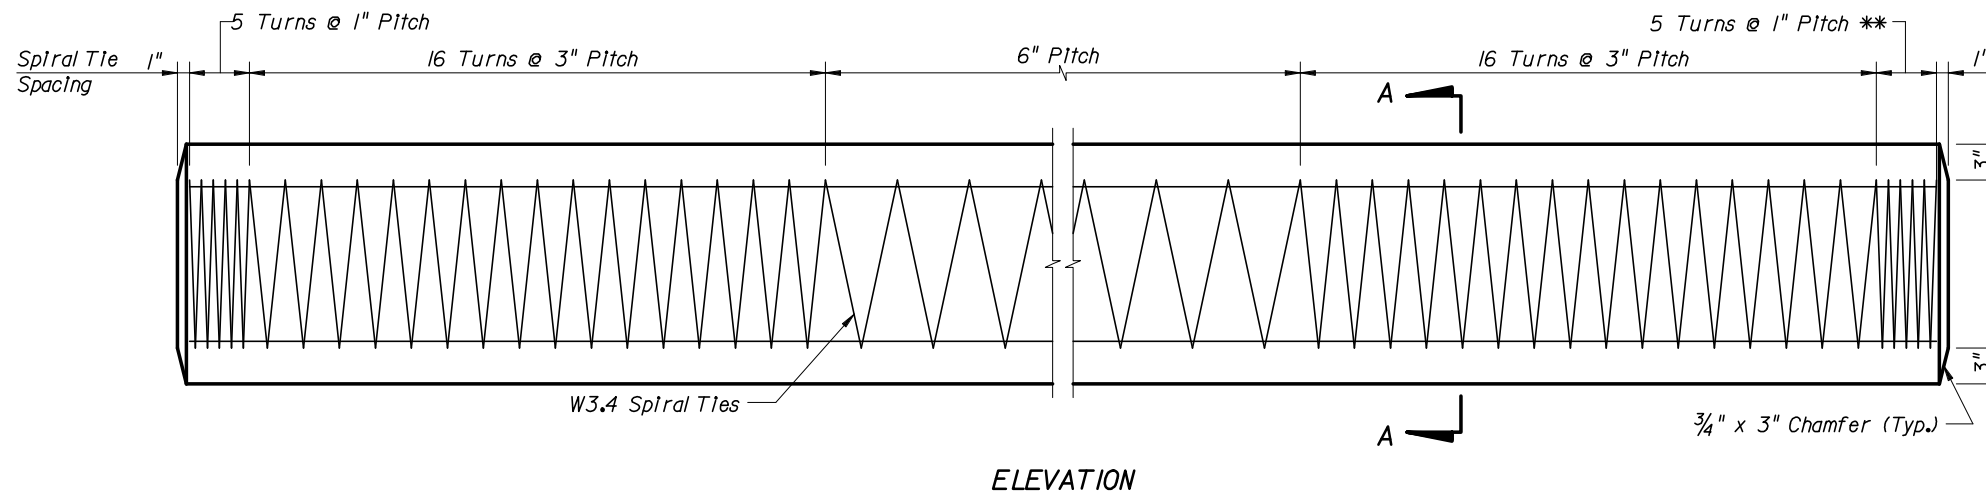 5 Turns @ 1" Pitch
5 Turns @ 1" Pitch **
Spiral Tie
Spacing
1"
16 Turns @ 3" Pitch
6" Pitch
16 Turns @ 3" Pitch
1"
A
3"
3"
W3.4 Spiral Ties
3/4" x 3" Chamfer (Typ.)
A
ELEVATION